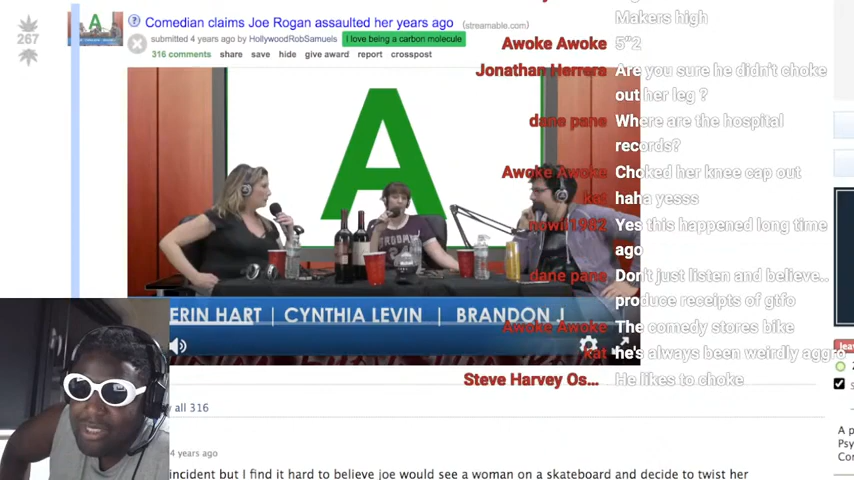 267
Comedian claims Joe Rogan assaulted her years ago (streamable.com)
submitted 4 years ago by HollywoodRobSamuels I love being a carbon molecule
316 comments share save hide give award report crosspost
A
ERIN HART | CYNTHIA LEVIN | BRANDON J
all 316
4 years ago
incident but I find it hard to believe joe would see a woman on a skateboard and decide to twist her
Makers high
Awoke Awoke 5"2
Jonathan Herrera Are you sure he didn't choke
out her leg ?
dane pane Where are the hospital
records?
Awoke Awoke Choked her knee cap out
kat haha yesss
Yes this happened long time
ago
dane pane Don't just listen and believe..
produce receipts of gtfo
Awoke Awoke The comedy stores bike
kat he's always been weirdly aggro
Steve Harvey Os... He likes to choke
A p
Psy
Cor